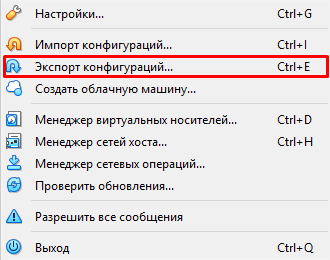 Настройки... Ctrl+G
Импорт конфигураций... Ctrl+I
Экспорт конфигураций... Ctrl+E
Создать облачную машину...
Менеджер виртуальных носителей... Ctrl+D
Менеджер сетей хоста... Ctrl+H
Менеджер сетевых операций...
Проверить обновления...
Разрешить все сообщения
Выход Ctrl+Q